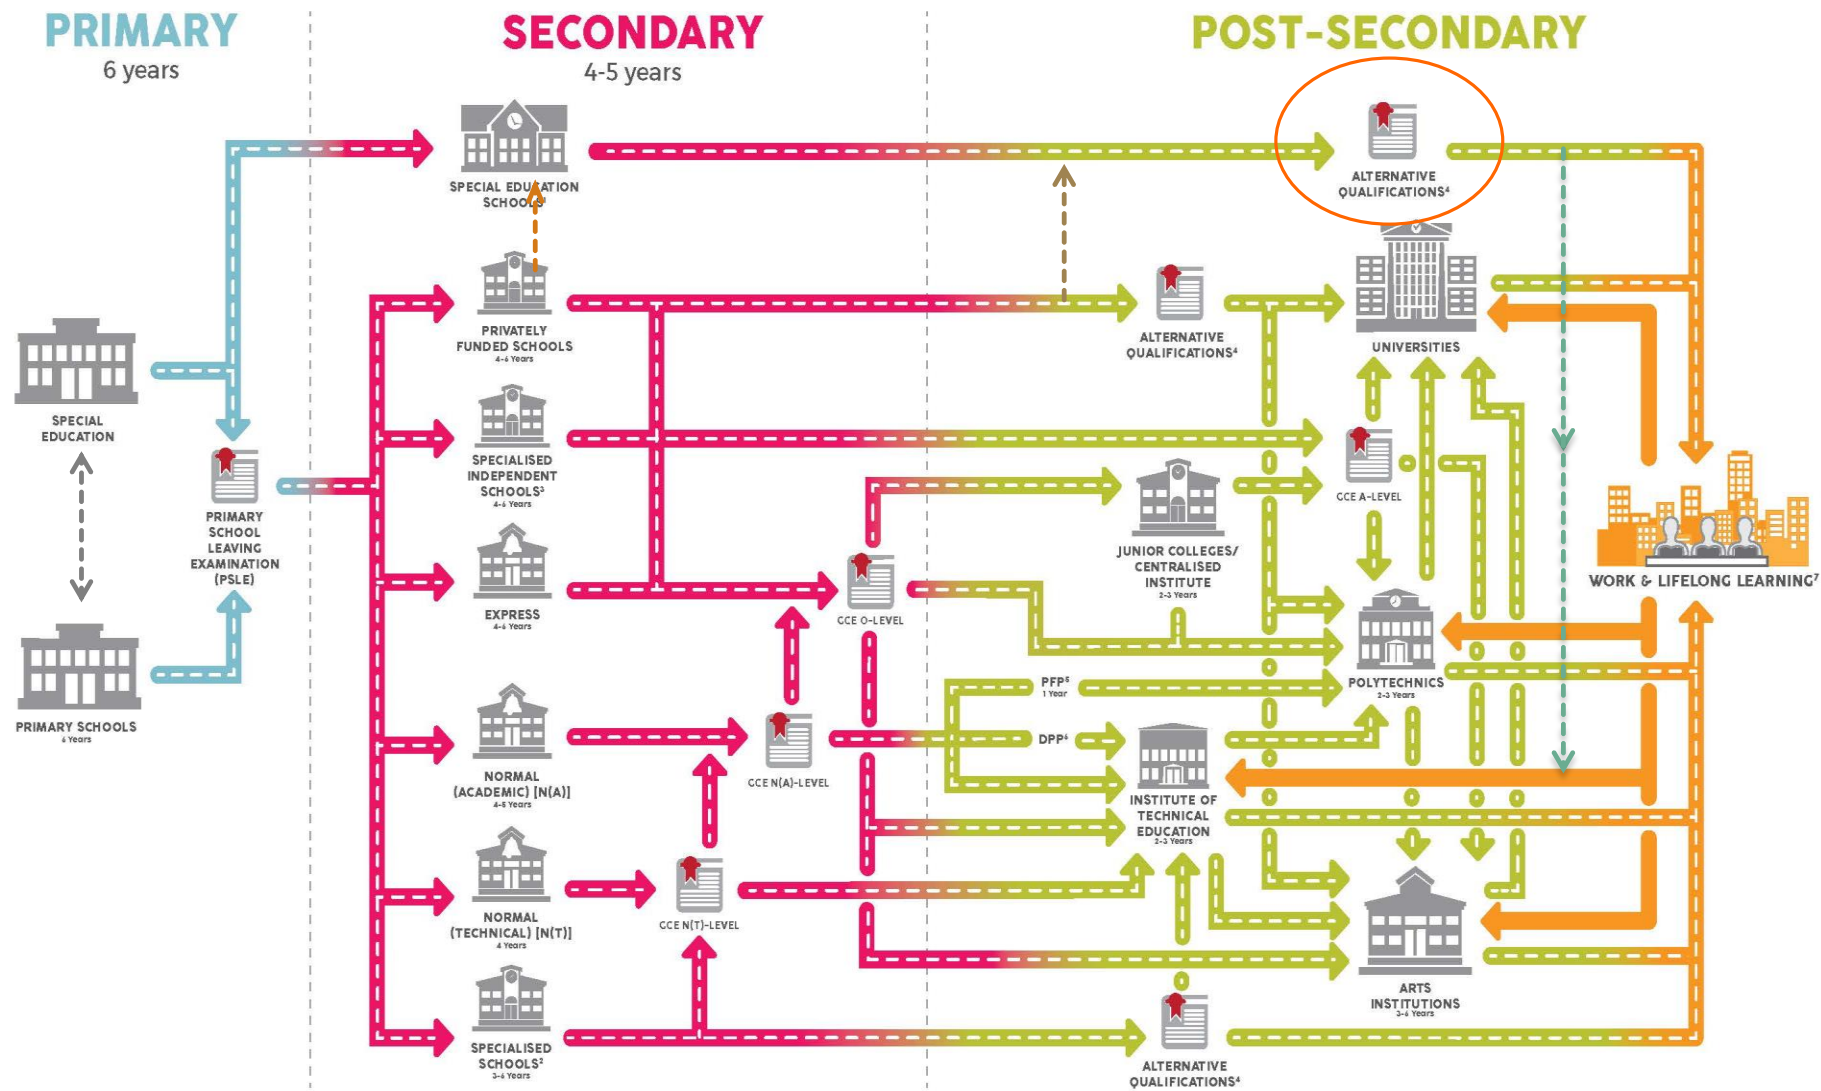 PRIMARY
6 years
SECONDARY
4-5 years
POST-SECONDARY
SPECIAL EDUCATION
SCHOOLS¹
ALTERNATIVE
QUALIFICATIONS⁴
PRIVATELY
FUNDED SCHOOLS
4-6 Years
ALTERNATIVE
QUALIFICATIONS⁴
UNIVERSITIES
SPECIAL
EDUCATION
SPECIALISED
INDEPENDENT
SCHOOLS³
4-6 Years
GCE A-LEVEL
PRIMARY
SCHOOL
LEAVING
EXAMINATION
(PSLE)
JUNIOR COLLEGES/
CENTRALISED
INSTITUTE
2-3 Years
WORK & LIFELONG LEARNING⁷
EXPRESS
4-6 Years
GCE O-LEVEL
PRIMARY SCHOOLS
6 Years
PFP⁵
1 Year
POLYTECHNICS
2-3 Years
DPP⁶
NORMAL
(ACADEMIC) [N(A)]
4-5 Years
GCE N(A)-LEVEL
INSTITUTE OF
TECHNICAL
EDUCATION
2-3 Years
NORMAL
(TECHNICAL) [N(T)]
4 Years
GCE N(T)-LEVEL
ARTS
INSTITUTIONS
3-6 Years
SPECIALISED
SCHOOLS²
3-6 Years
ALTERNATIVE
QUALIFICATIONS⁴